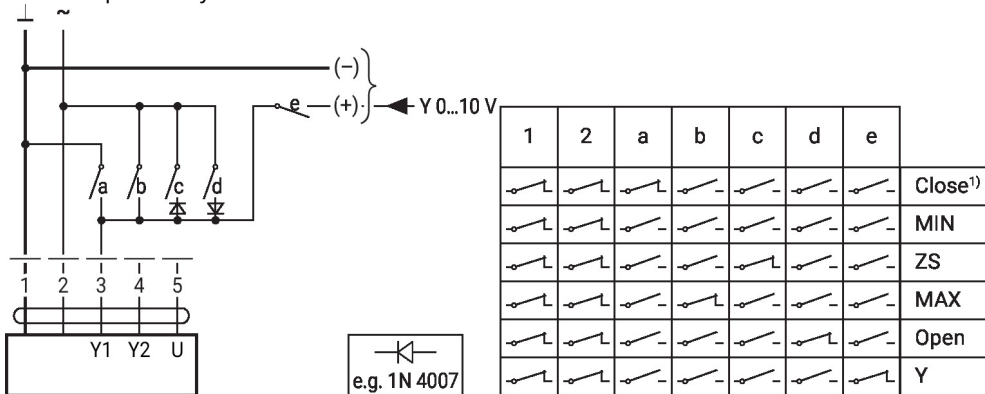 ⊥ ~
(–)
e (+) Y 0...10 V
a b c d
1 2 3 4 5
Y1 Y2 U
e.g. 1N 4007
1 2 a b c d e
Close1)
MIN
ZS
MAX
Open
Y